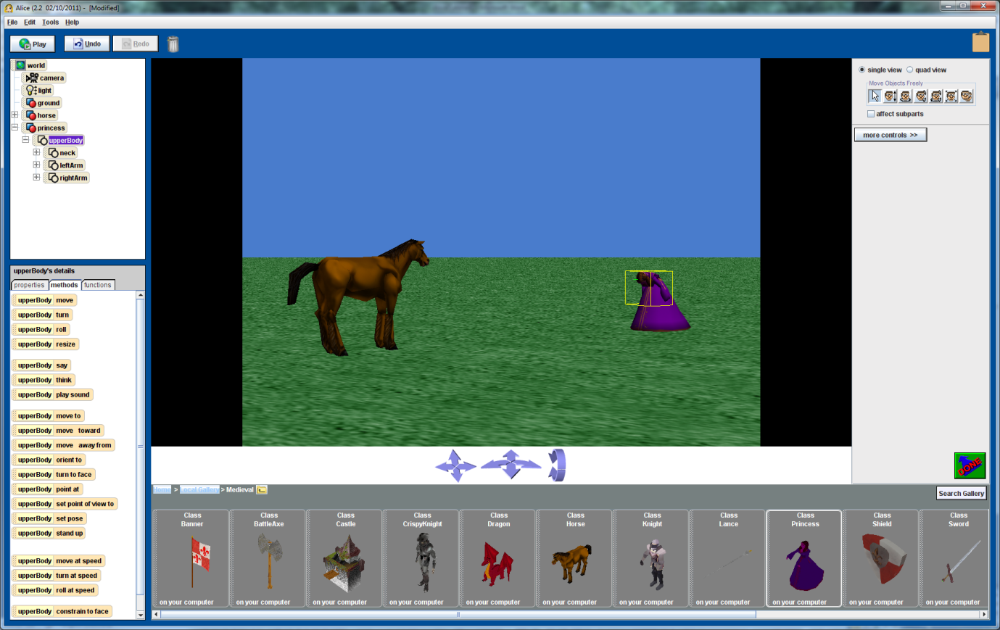 Alice (2.2 02/10/2011) - [Modified]
File Edit Tools Help
Play Undo Redo
world
camera
light
ground
horse
princess
upperBody
neck
leftArm
rightArm
single view quad view
Move Objects Freely
affect subparts
more controls >>
upperBody's details
properties methods functions
upperBody move
upperBody turn
upperBody roll
upperBody resize
upperBody say
upperBody think
upperBody play sound
upperBody move to
upperBody move toward
upperBody move away from
upperBody orient to
upperBody turn to face
upperBody point at
upperBody set point of view to
upperBody set pose
upperBody stand up
upperBody move at speed
upperBody turn at speed
upperBody roll at speed
upperBody constrain to face
DONE
Home > Local Gallery > Medieval
Search Gallery
Class Banner on your computer
Class BattleAxe on your computer
Class Castle on your computer
Class CrispyKnight on your computer
Class Dragon on your computer
Class Horse on your computer
Class Knight on your computer
Class Lance on your computer
Class Princess on your computer
Class Shield on your computer
Class Sword on your computer